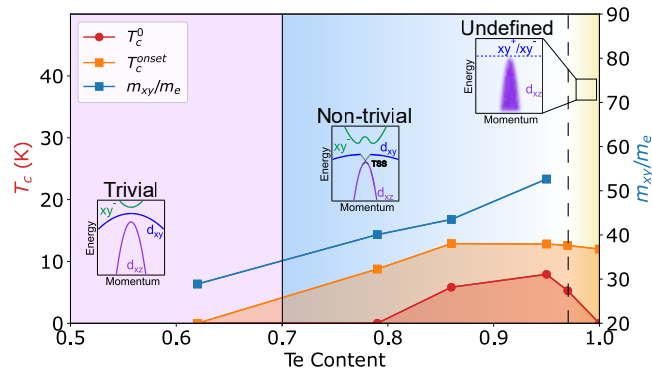 Undefined
xy⁺/xy⁻
d_xz
Energy
Momentum
Non-trivial
xy⁻
d_xy
TSS
d_xz
Energy
Momentum
Trivial
xy⁻
d_xy
d_xz
Energy
Momentum
T_c^0
T_c^onset
m_xy/m_e
T_c (K)
0
10
20
30
40
m_xy/m_e
20
30
40
50
60
70
80
90
0.5
0.6
0.7
0.8
0.9
1.0
Te Content